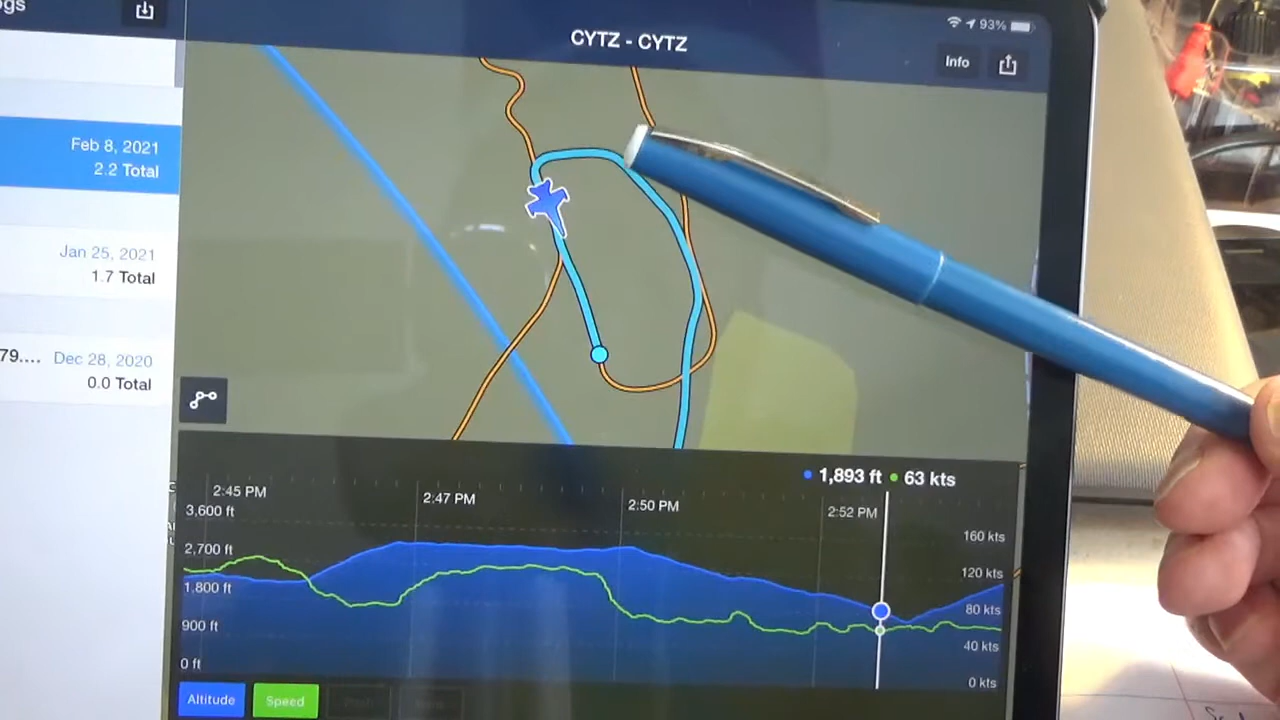 ogs
93%
CYTZ - CYTZ
Info
Feb 8, 2021
2.2 Total
Jan 25, 2021
1.7 Total
79.... Dec 28, 2020
0.0 Total
1,893 ft 63 kts
2:45 PM 2:47 PM 2:50 PM 2:52 PM
3,600 ft 160 kts
2,700 ft 120 kts
1,800 ft 80 kts
900 ft 40 kts
0 ft 0 kts
Altitude Speed